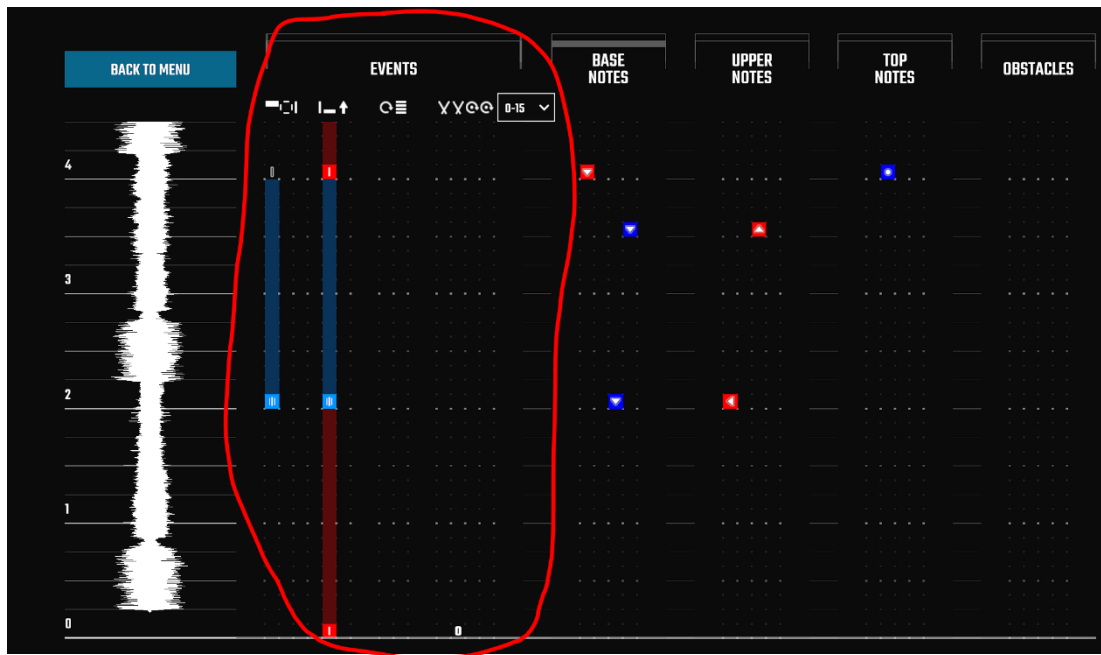 BACK TO MENU
EVENTS
BASE
NOTES
UPPER
NOTES
TOP
NOTES
OBSTACLES
0-15
4
0
3
2
1
0
0